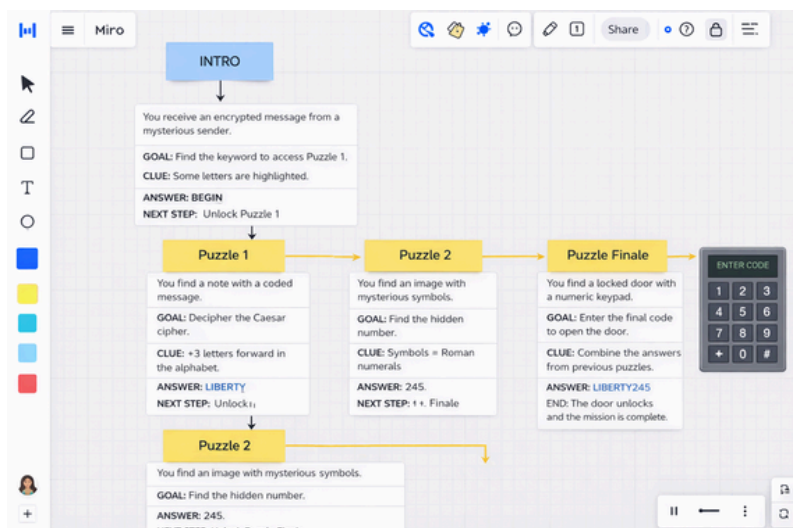 Miro
1
Share
?
INTRO
You receive an encrypted message from a
mysterious sender.
GOAL: Find the keyword to access Puzzle 1.
CLUE: Some letters are highlighted.
ANSWER: BEGIN
NEXT STEP: Unlock Puzzle 1
Puzzle 1
You find a note with a coded
message.
GOAL: Decipher the Caesar
cipher.
CLUE: +3 letters forward in
the alphabet.
ANSWER: LIBERTY
NEXT STEP: Unlock
Puzzle 2
You find an image with
mysterious symbols.
GOAL: Find the hidden
number.
CLUE: Symbols = Roman
numerals
ANSWER: 245.
NEXT STEP: Finale
Puzzle Finale
You find a locked door with
a numeric keypad.
GOAL: Enter the final code
to open the door.
CLUE: Combine the answers
from previous puzzles.
ANSWER: LIBERTY245
END: The door unlocks
and the mission is complete.
ENTER CODE
1 2 3
4 5 6
7 8 9
+ 0 #
Puzzle 2
You find an image with mysterious symbols.
GOAL: Find the hidden number.
ANSWER: 245.
T
+